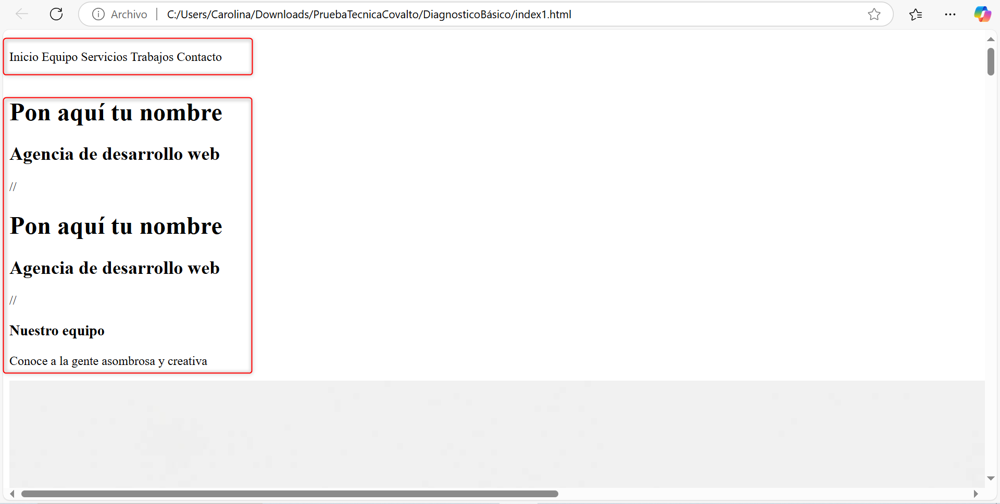 Archivo C:/Users/Carolina/Downloads/PruebaTecnicaCovalto/DiagnosticoBásico/index1.html
Inicio Equipo Servicios Trabajos Contacto
Pon aquí tu nombre
Agencia de desarrollo web
//
Pon aquí tu nombre
Agencia de desarrollo web
//
Nuestro equipo
Conoce a la gente asombrosa y creativa